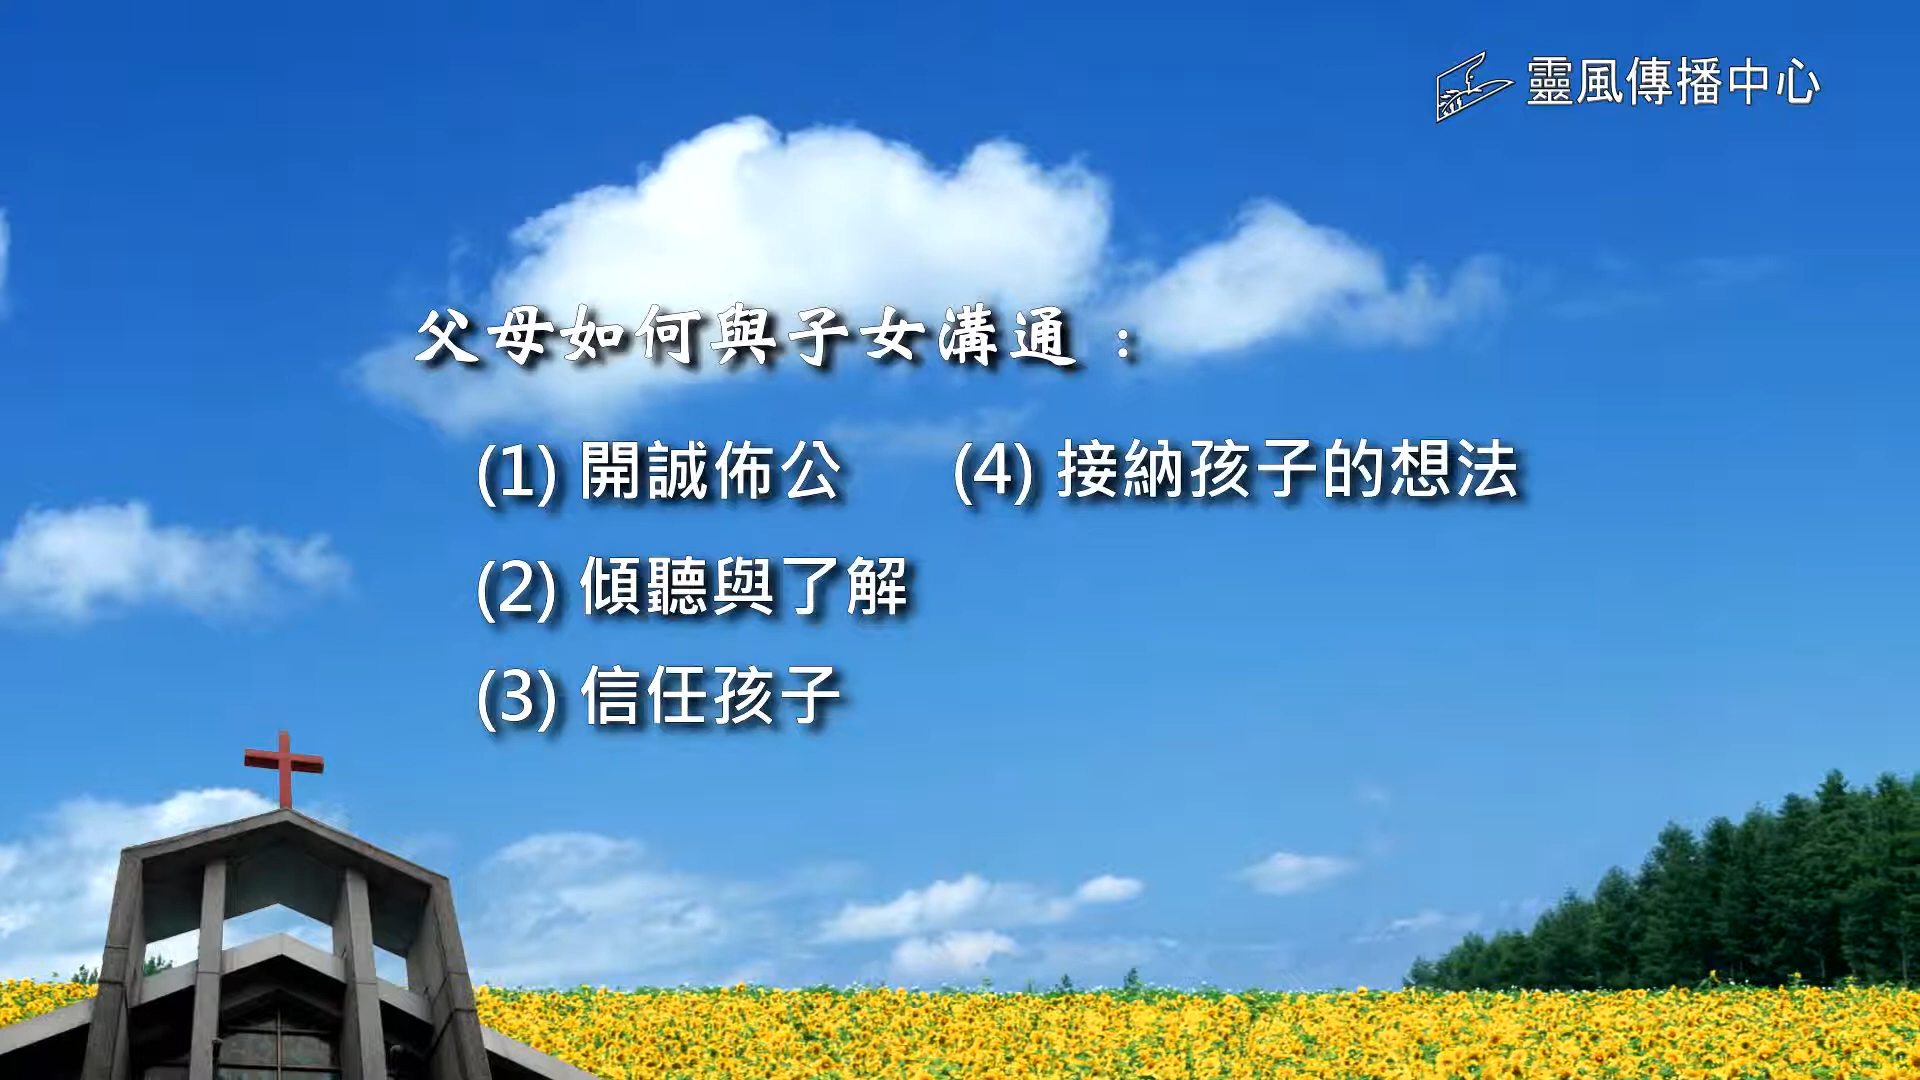 靈風傳播中心
父母如何與子女溝通：
(1) 開誠佈公
(2) 傾聽與了解
(3) 信任孩子
(4) 接納孩子的想法